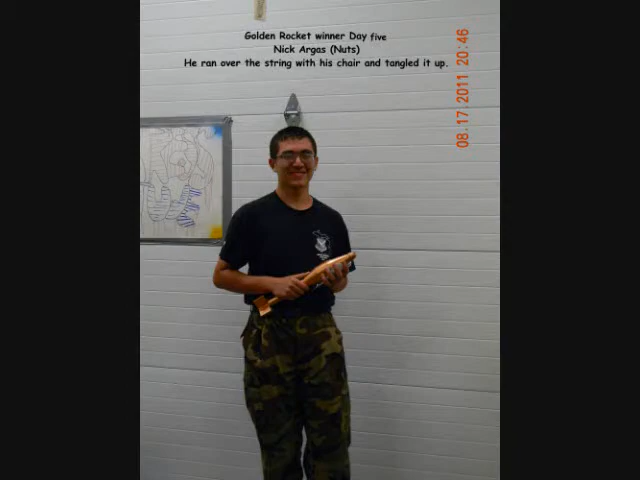 Golden Rocket winner Day five
Nick Argas (Nuts)
He ran over the string with his chair and tangled it up.
08.17.2011 20:46